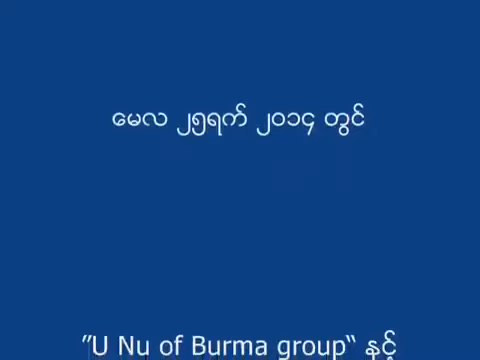 မေလ ၂၅ရက် ၂၀၁၄ တွင်
"U Nu of Burma group" နှင့်